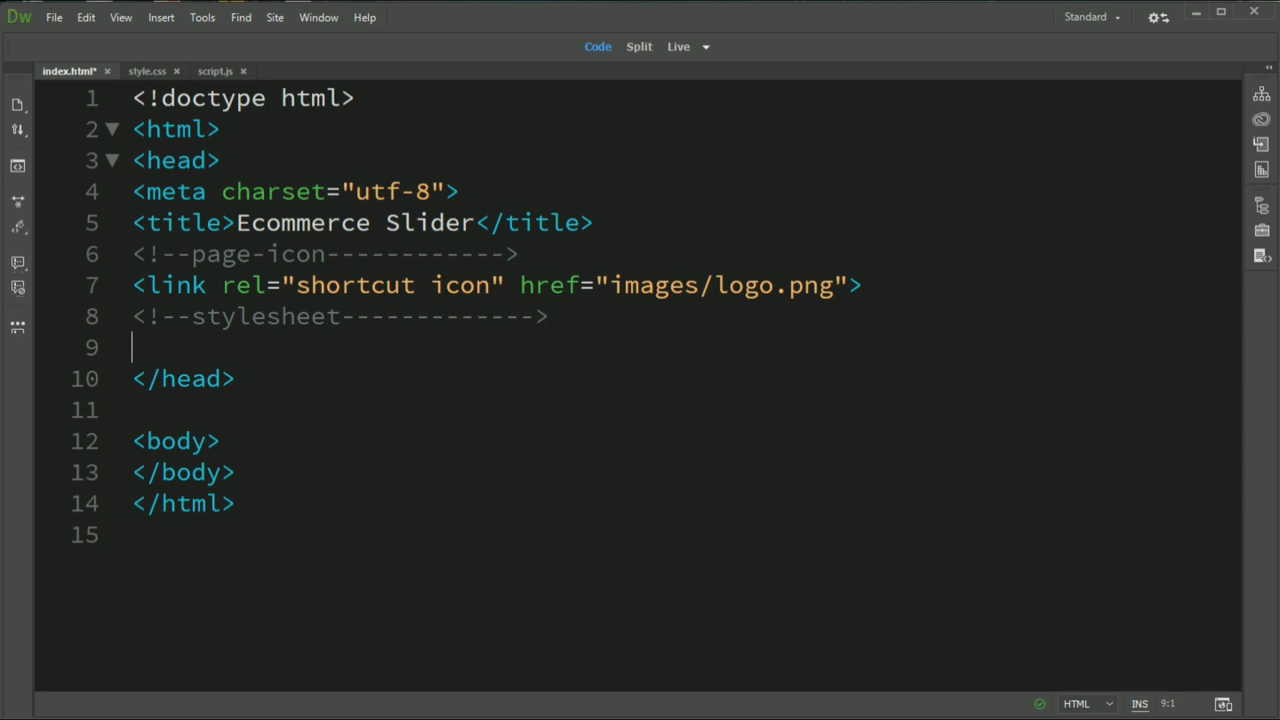 Dw File Edit View Insert Format Tools Find Site Window Help Standard
Code Split Live
index.html* × style.css × script.js ×
1 <!doctype html>
2 <html>
3 <head>
4 <meta charset="utf-8">
5 <title>Ecommerce Slider</title>
6 <!--page-icon------------>
7 <link rel="shortcut icon" href="images/logo.png">
8 <!--stylesheet------------->
9
10 </head>
11
12 <body>
13 </body>
14 </html>
15
HTML INS 9:1